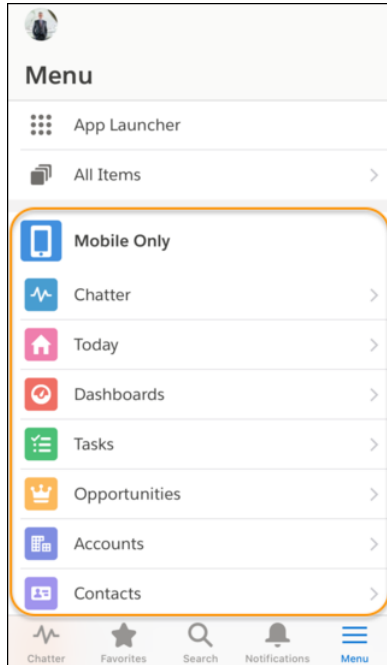 Menu
App Launcher
All Items
Mobile Only
Chatter
Today
Dashboards
Tasks
Opportunities
Accounts
Contacts
Chatter Favorites Search Notifications Menu